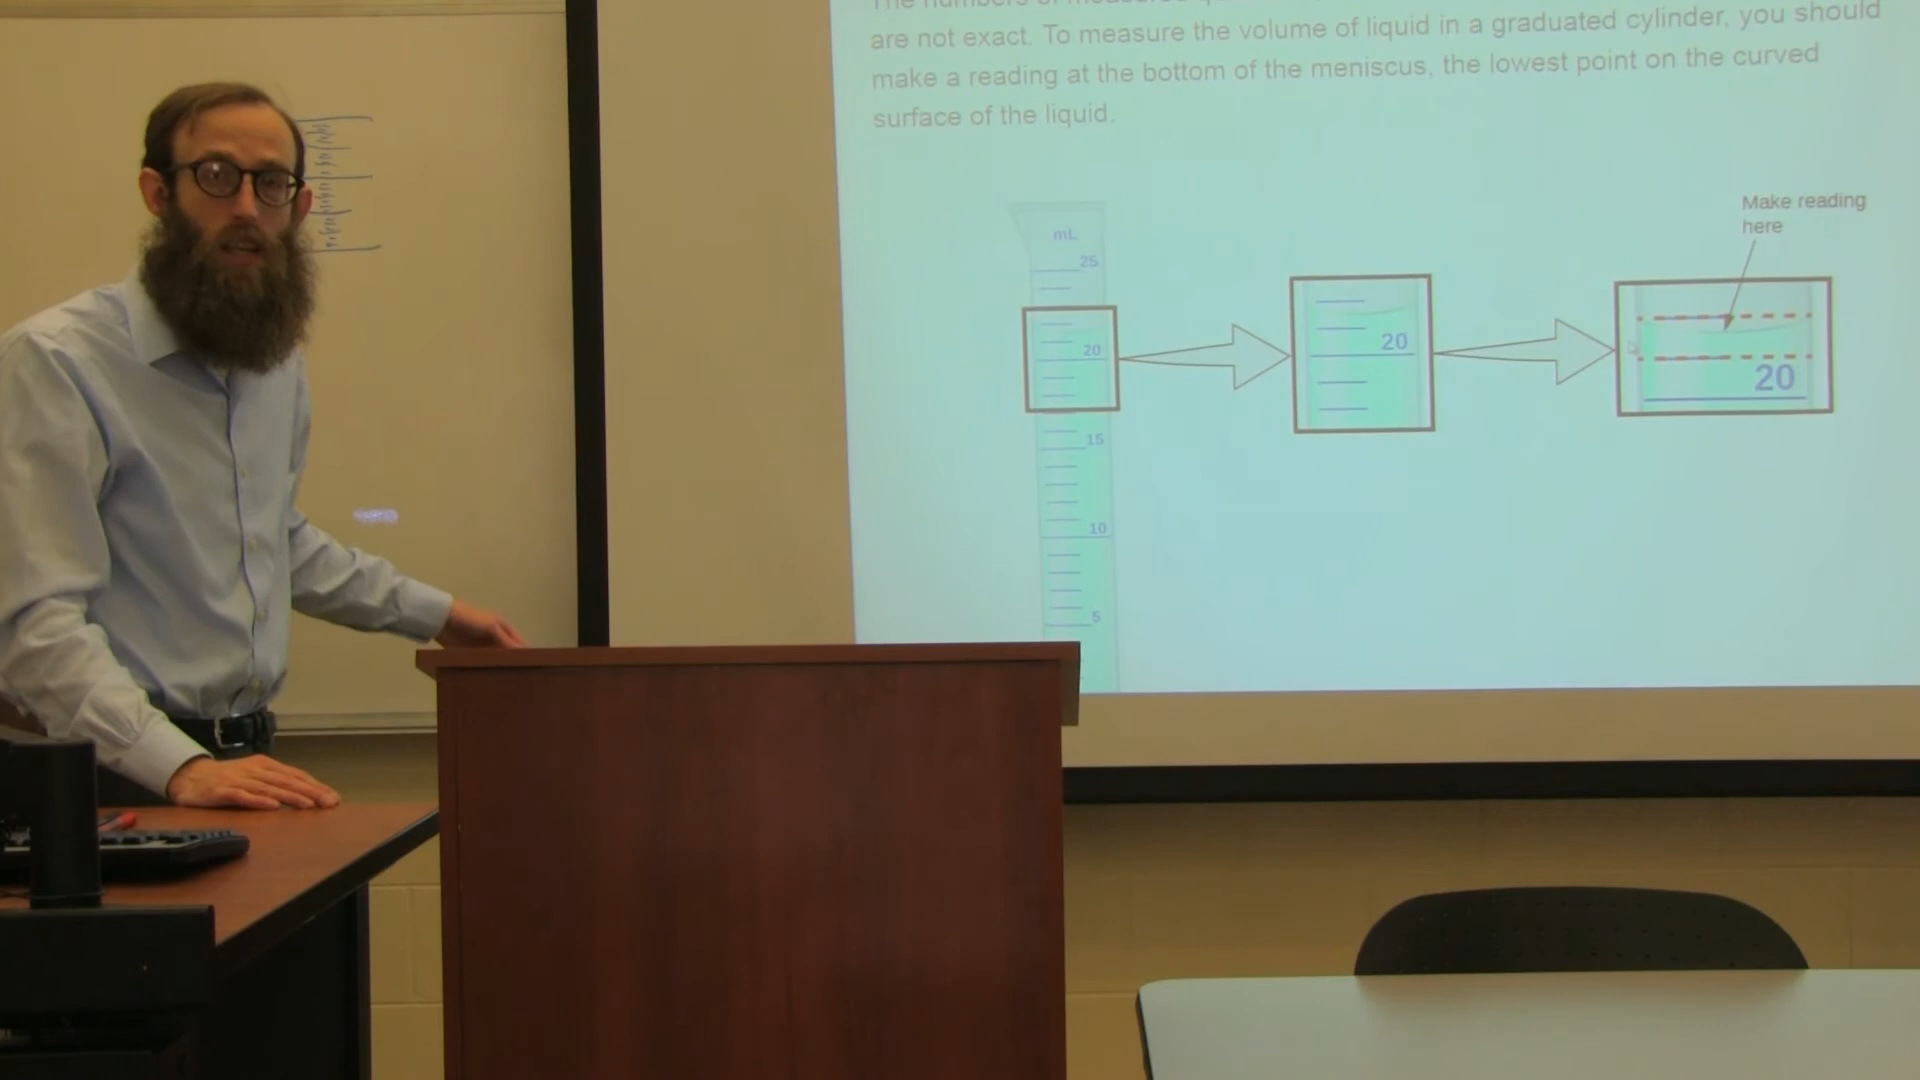 are not exact. To measure the volume of liquid in a graduated cylinder, you should
make a reading at the bottom of the meniscus, the lowest point on the curved
surface of the liquid.
Make reading
here
mL
25
20
15
10
5
20
20